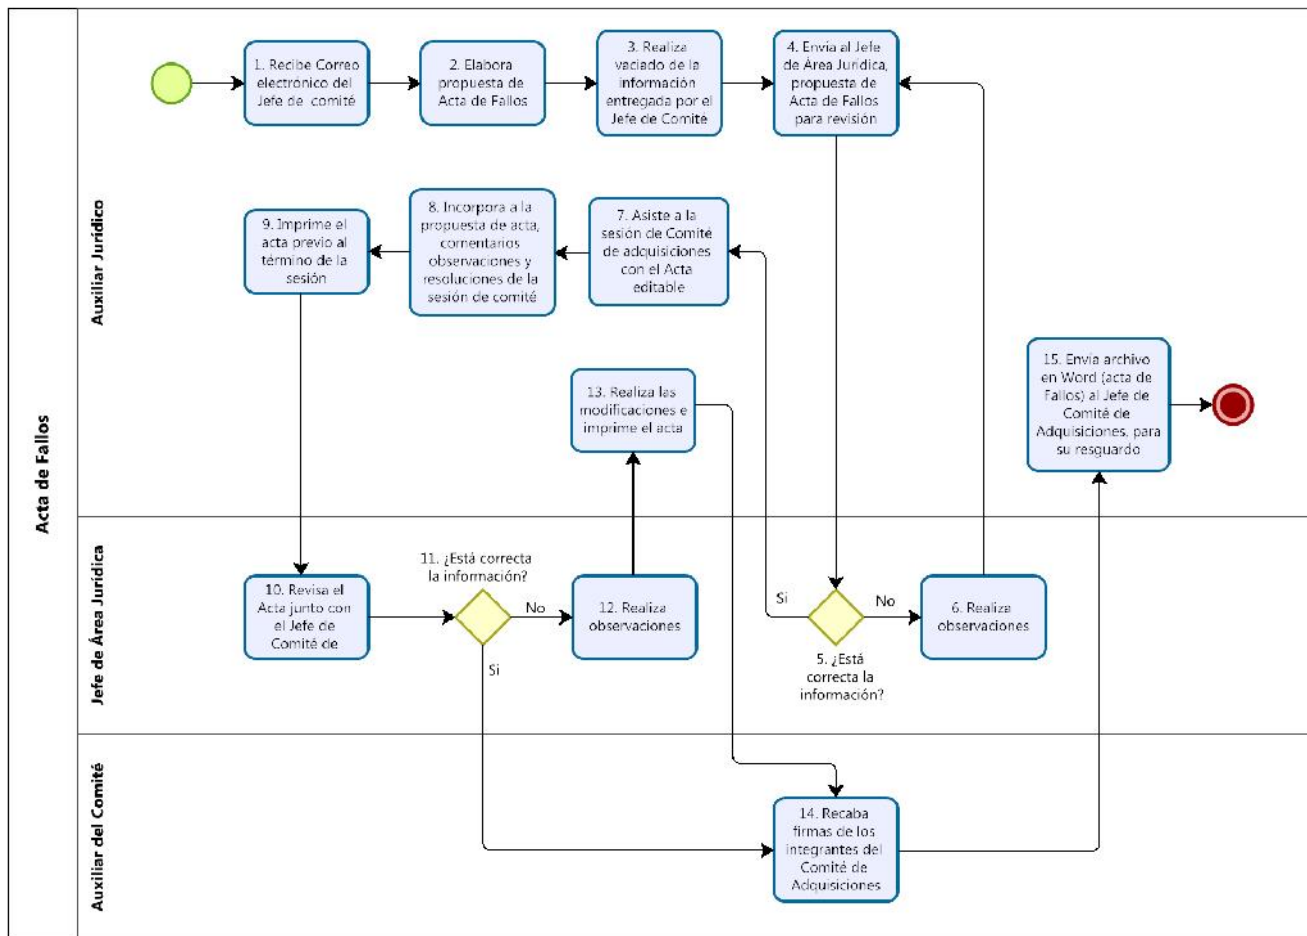 Acta de Fallos
Auxiliar Jurídico
1. Recibe Correo
electrónico del
Jefe de comité
2. Elabora
propuesta de
Acta de Fallos
3. Realiza
vaciado de la
información
entregada por el
Jefe de Comité
4. Envía al Jefe
de Área Jurídica,
propuesta de
Acta de Fallos
para revisión
9. Imprime el
acta previo al
término de la
sesión
8. Incorpora a la
propuesta de acta,
comentarios
observaciones y
resoluciones de la
sesión de comité
7. Asiste a la
sesión de Comité
de adquisiciones
con el Acta
editable
13. Realiza las
modificaciones e
imprime el acta
15. Envía archivo
en Word (acta de
Fallos) al Jefe de
Comité de
Adquisiciones, para
su resguardo
Jefe de Área Jurídica
10. Revisa el
Acta junto con
el Jefe de
Comité de
11. ¿Está correcta
la información?
No
Si
12. Realiza
observaciones
Si
No
5. ¿Está
correcta la
información?
6. Realiza
observaciones
Auxiliar del Comité
14. Recaba
firmas de los
integrantes del
Comité de
Adquisiciones